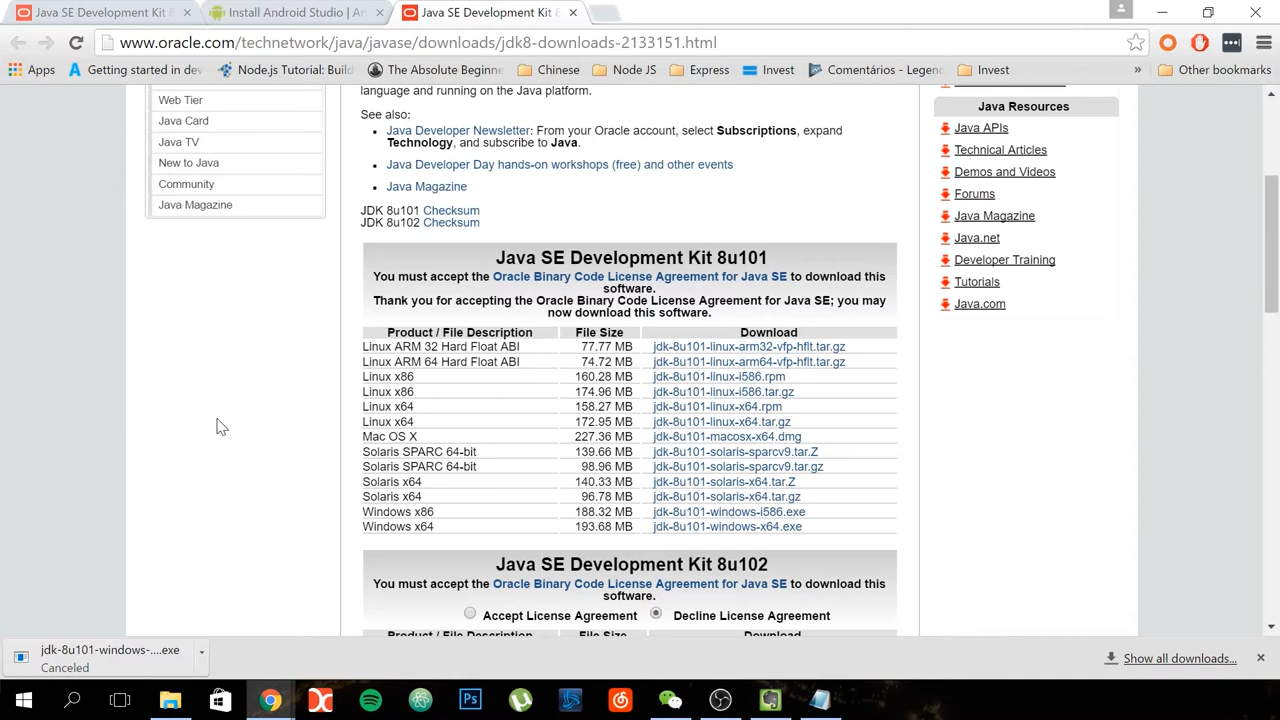 Java SE Development Kit 8
Install Android Studio | An
Java SE Development Kit 8
www.oracle.com/technetwork/java/javase/downloads/jdk8-downloads-2133151.html
Apps
Getting started in dev
Node.js Tutorial: Build
The Absolute Beginne
Chinese
Node JS
Express
Invest
Comentários - Legend
Invest
»
Other bookmarks
Web Tier
Java Card
Java TV
New to Java
Community
Java Magazine
language and running on the Java platform.
See also:
Java Developer Newsletter: From your Oracle account, select Subscriptions, expand
Technology, and subscribe to Java.
Java Developer Day hands-on workshops (free) and other events
Java Magazine
JDK 8u101 Checksum
JDK 8u102 Checksum
Java SE Development Kit 8u101
You must accept the Oracle Binary Code License Agreement for Java SE to download this
software.
Thank you for accepting the Oracle Binary Code License Agreement for Java SE; you may
now download this software.
Product / File Description File Size Download
Linux ARM 32 Hard Float ABI 77.77 MB jdk-8u101-linux-arm32-vfp-hflt.tar.gz
Linux ARM 64 Hard Float ABI 74.72 MB jdk-8u101-linux-arm64-vfp-hflt.tar.gz
Linux x86 160.28 MB jdk-8u101-linux-i586.rpm
Linux x86 174.96 MB jdk-8u101-linux-i586.tar.gz
Linux x64 158.27 MB jdk-8u101-linux-x64.rpm
Linux x64 172.95 MB jdk-8u101-linux-x64.tar.gz
Mac OS X 227.36 MB jdk-8u101-macosx-x64.dmg
Solaris SPARC 64-bit 139.66 MB jdk-8u101-solaris-sparcv9.tar.Z
Solaris SPARC 64-bit 98.96 MB jdk-8u101-solaris-sparcv9.tar.gz
Solaris x64 140.33 MB jdk-8u101-solaris-x64.tar.Z
Solaris x64 96.78 MB jdk-8u101-solaris-x64.tar.gz
Windows x86 188.32 MB jdk-8u101-windows-i586.exe
Windows x64 193.68 MB jdk-8u101-windows-x64.exe
Java SE Development Kit 8u102
You must accept the Oracle Binary Code License Agreement for Java SE to download this
software.
Accept License Agreement Decline License Agreement
Product / File Description File Size Download
Java Resources
Java APIs
Technical Articles
Demos and Videos
Forums
Java Magazine
Java.net
Developer Training
Tutorials
Java.com
jdk-8u101-windows-....exe
Canceled
Show all downloads...
Ps